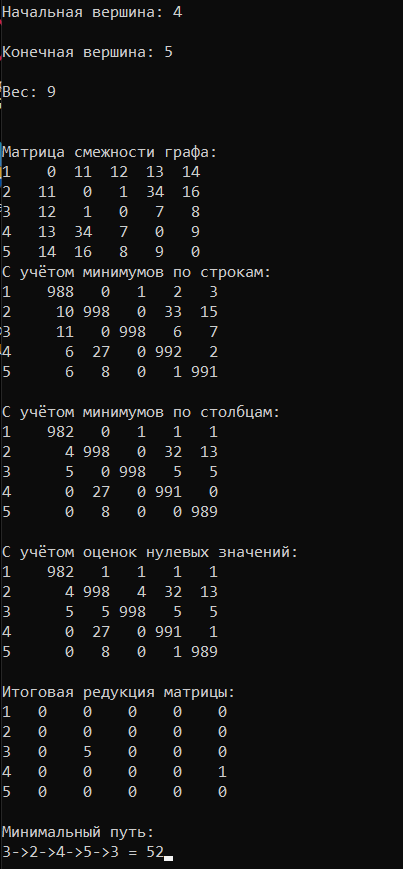 Начальная вершина: 4
Конечная вершина: 5
Вес: 9
Матрица смежности графа:
1 0 11 12 13 14
2 11 0 1 34 16
3 12 1 0 7 8
4 13 34 7 0 9
5 14 16 8 9 0
С учётом минимумов по строкам:
1 988 0 1 2 3
2 10 998 0 33 15
3 11 0 998 6 7
4 6 27 0 992 2
5 6 8 0 1 991
С учётом минимумов по столбцам:
1 982 0 1 1 1
2 4 998 0 32 13
3 5 0 998 5 5
4 0 27 0 991 0
5 0 8 0 0 989
С учётом оценок нулевых значений:
1 982 1 1 1 1
2 4 998 4 32 13
3 5 5 998 5 5
4 0 27 0 991 1
5 0 8 0 1 989
Итоговая редукция матрицы:
1 0 0 0 0 0
2 0 0 0 0 0
3 0 5 0 0 0
4 0 0 0 0 1
5 0 0 0 0 0
Минимальный путь:
3->2->4->5->3 = 52